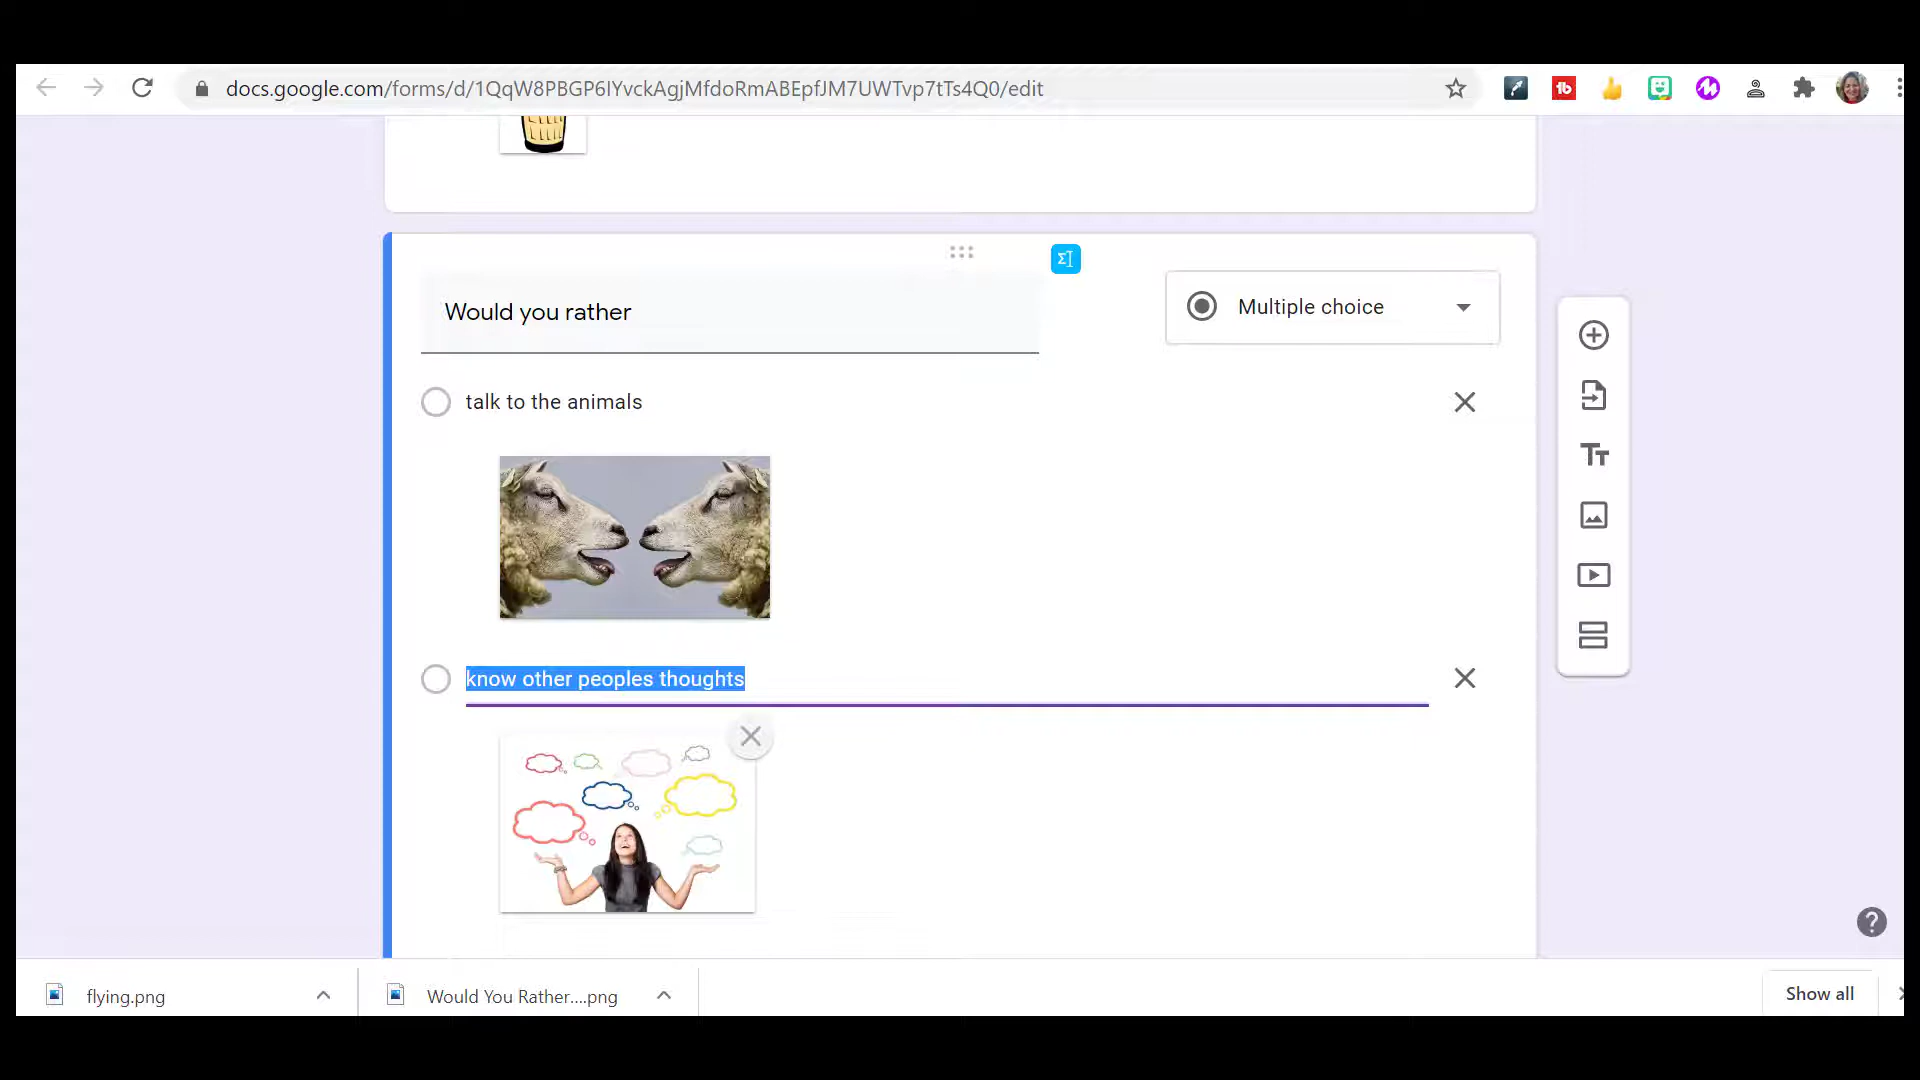 docs.google.com/forms/d/1QqW8PBGP6IYvckAgjMfdoRmABEpfJM7UWTvp7tTs4Q0/edit
Would you rather
Multiple choice
talk to the animals
know other peoples thoughts
flying.png
Would You Rather....png
Show all